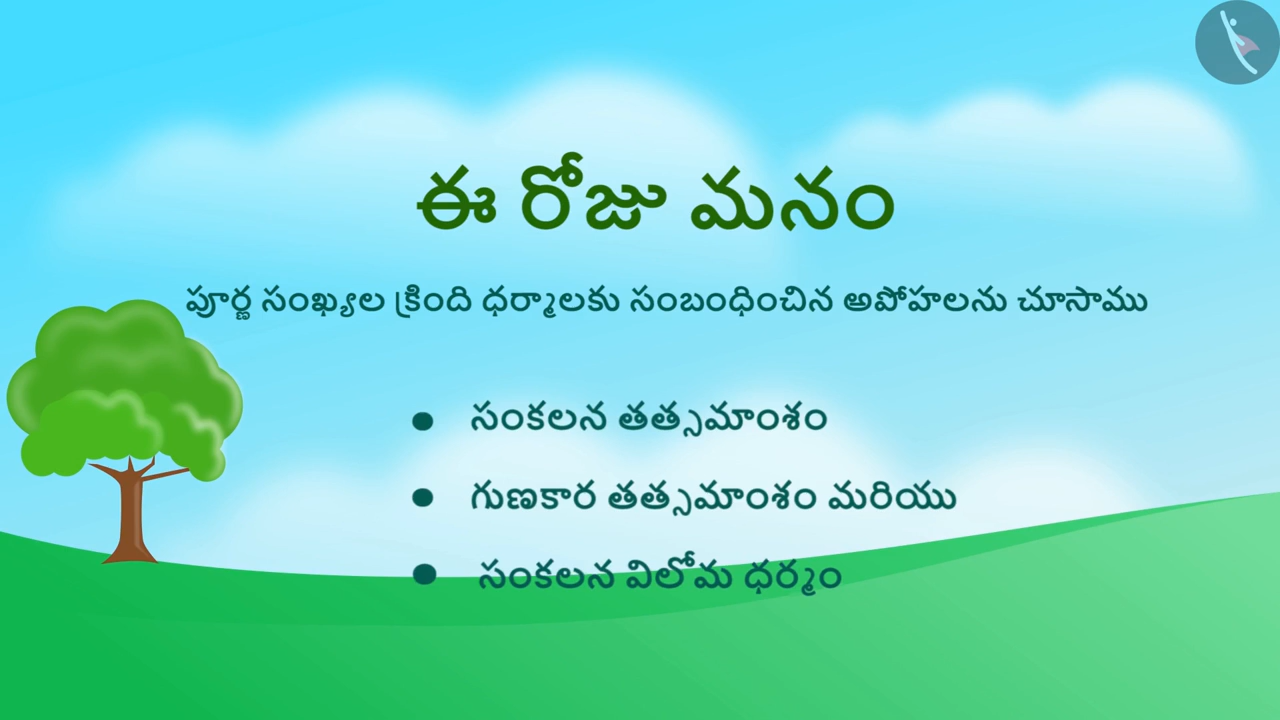 ఈ రోజు మనం
పూర్ణ సంఖ్యల క్రింది ధర్మాలకు సంబంధించిన అపోహలను చూసాము
• సంకలన తత్సమాంశం
• గుణకార తత్సమాంశం మరియు
• సంకలన విలోమ ధర్మం